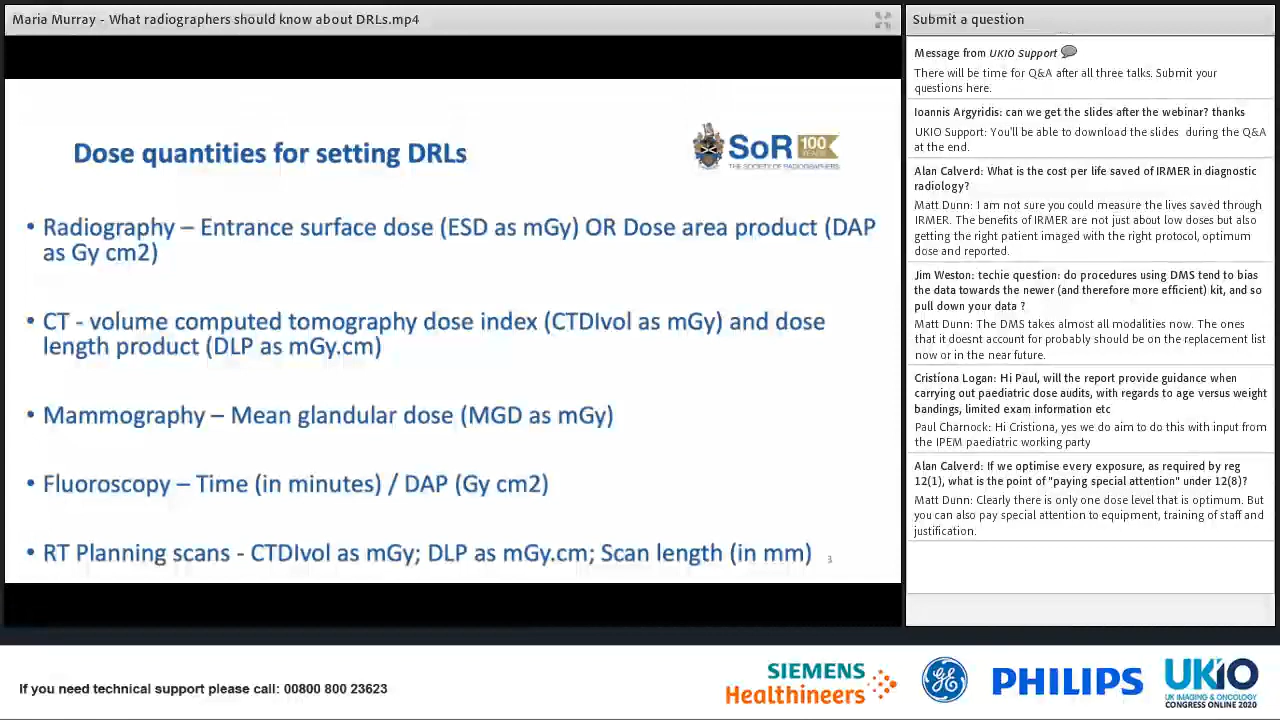 Maria Murray - What radiographers should know about DRLs.mp4
Dose quantities for setting DRLs
SoR 100 YEARS
THE SOCIETY OF RADIOGRAPHERS
• Radiography – Entrance surface dose (ESD as mGy) OR Dose area product (DAP
as Gy cm2)
• CT - volume computed tomography dose index (CTDIvol as mGy) and dose
length product (DLP as mGy.cm)
• Mammography – Mean glandular dose (MGD as mGy)
• Fluoroscopy – Time (in minutes) / DAP (Gy cm2)
• RT Planning scans - CTDIvol as mGy; DLP as mGy.cm; Scan length (in mm)
3
Submit a question
Message from UKIO Support
There will be time for Q&A after all three talks. Submit your
questions here.
Ioannis Argyridis: can we get the slides after the webinar? thanks
UKIO Support: You'll be able to download the slides during the Q&A
at the end.
Alan Calverd: What is the cost per life saved of IRMER in diagnostic
radiology?
Matt Dunn: I am not sure you could measure the lives saved through
IRMER. The benefits of IRMER are not just about low doses but also
getting the right patient imaged with the right protocol, optimum
dose and reported.
Jim Weston: techie question: do procedures using DMS tend to bias
the data towards the newer (and therefore more efficient) kit, and so
pull down your data ?
Matt Dunn: The DMS takes almost all modalities now. The ones
that it doesnt account for probably should be on the replacement list
now or in the near future.
Cristíona Logan: Hi Paul, will the report provide guidance when
carrying out paediatric dose audits, with regards to age versus weight
bandings, limited exam information etc
Paul Charnock: Hi Cristiona, yes we do aim to do this with input from
the IPEM paediatric working party
Alan Calverd: If we optimise every exposure, as required by reg
12(1), what is the point of "paying special attention" under 12(8)?
Matt Dunn: Clearly there is only one dose level that is optimum. But
you can also pay special attention to equipment, training of staff and
justification.
If you need technical support please call: 00800 800 23623
SIEMENS
Healthineers
GE
PHILIPS
UKIO
UK IMAGING & ONCOLOGY
CONGRESS ONLINE 2020